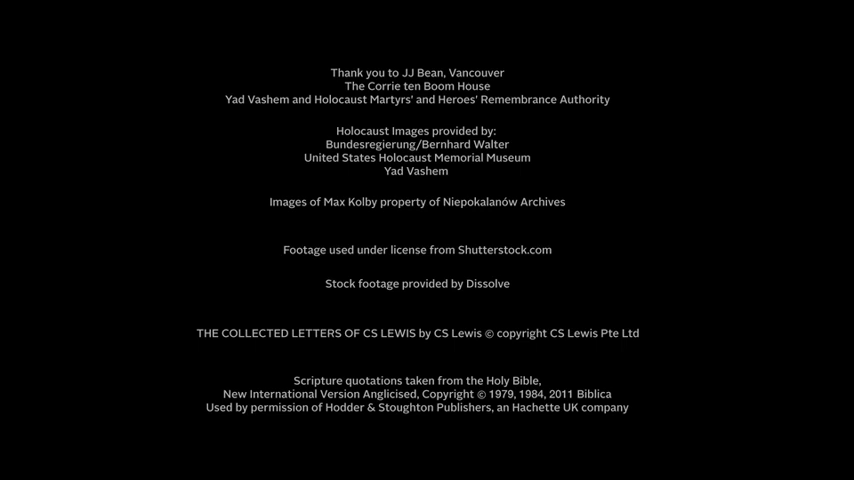 Thank you to JJ Bean, Vancouver
The Corrie ten Boom House
Yad Vashem and Holocaust Martyrs' and Heroes' Remembrance Authority
Holocaust Images provided by:
Bundesregierung/Bernhard Walter
United States Holocaust Memorial Museum
Yad Vashem
Images of Max Kolby property of Niepokalanów Archives
Footage used under license from Shutterstock.com
Stock footage provided by Dissolve
THE COLLECTED LETTERS OF CS LEWIS by CS Lewis © copyright CS Lewis Pte Ltd
Scripture quotations taken from the Holy Bible,
New International Version Anglicised, Copyright © 1979, 1984, 2011 Biblica
Used by permission of Hodder & Stoughton Publishers, an Hachette UK company